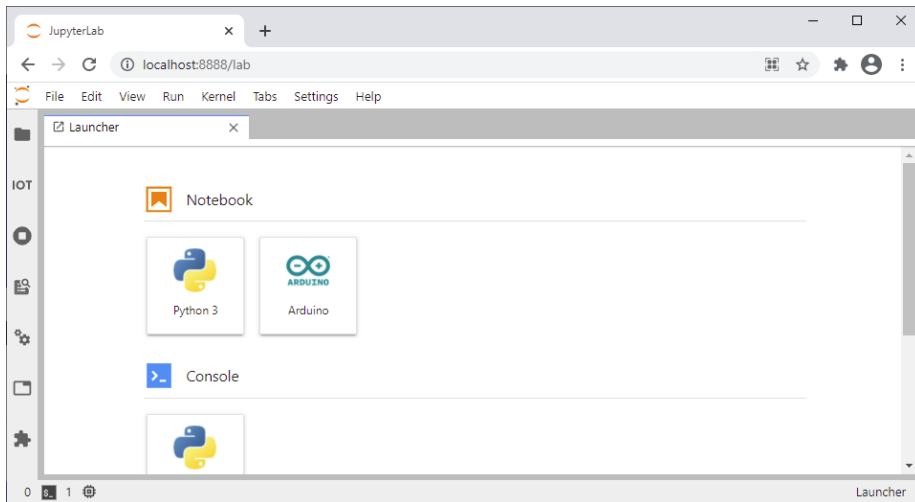 JupyterLab
localhost:8888/lab
File Edit View Run Kernel Tabs Settings Help
Launcher
IOT
Notebook
ARDUINO
Python 3 Arduino
Console
0 1 Launcher